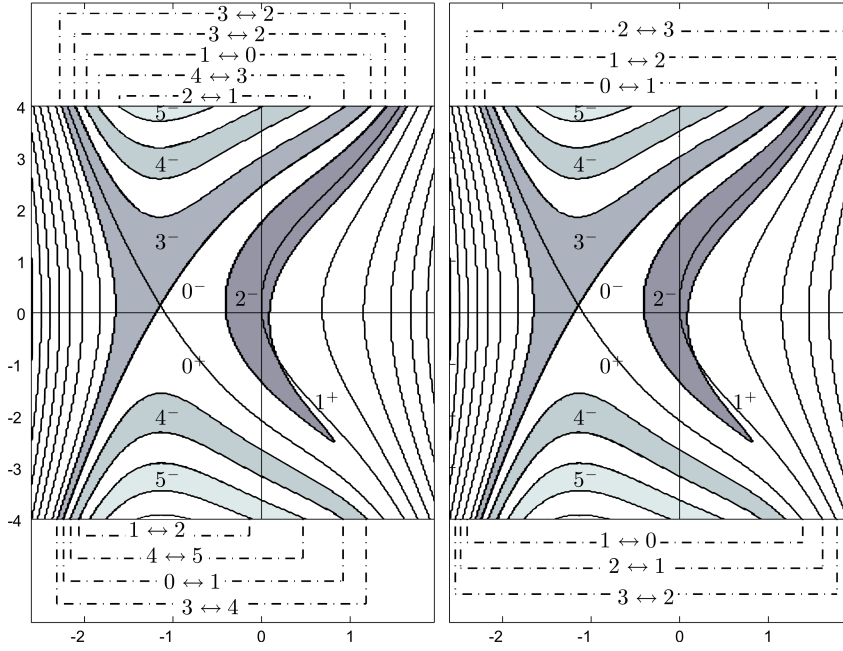 3 ↔ 2
3 ↔ 2
1 ↔ 0
4 ↔ 3
2 ↔ 1
4
3
2
1
0
-1
-2
-3
-4
5⁻
4⁻
3⁻
0⁻
2⁻
0⁺
1⁺
4⁻
5⁻
1 ↔ 2
4 ↔ 5
0 ↔ 1
3 ↔ 4
-2
-1
0
1
2 ↔ 3
1 ↔ 2
0 ↔ 1
5⁻
4⁻
3⁻
0⁻
2⁻
0⁺
1⁺
4⁻
5⁻
1 ↔ 0
2 ↔ 1
3 ↔ 2
-2
-1
0
1